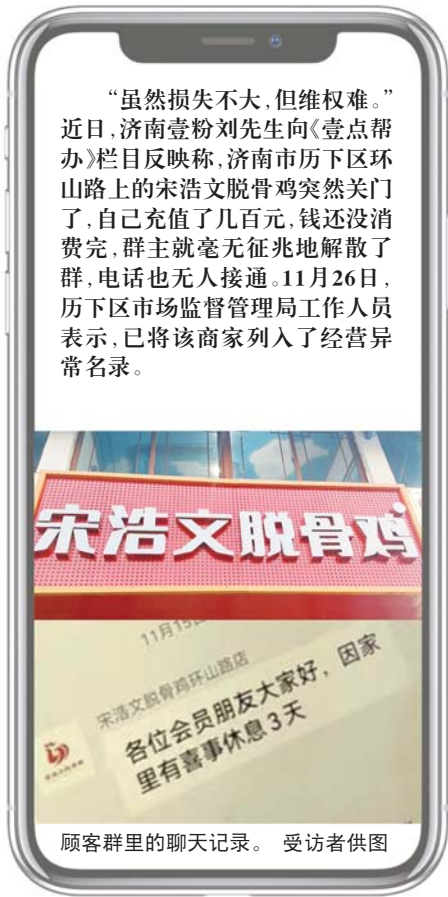 “虽然损失不大,但维权难。”
近日,济南壹粉刘先生向《壹点帮
办》栏目反映称,济南市历下区环
山路上的宋浩文脱骨鸡突然关门
了,自己充值了几百元,钱还没消
费完,群主就毫无征兆地解散了
群,电话也无人接通。11月26日,
历下区市场监督管理局工作人员
表示,已将该商家列入了经营异
常名录。
宋浩文脱骨鸡
11月15日
宋浩文脱骨鸡环山路店
各位会员朋友大家好,因家
里有喜事休息3天
顾客群里的聊天记录。 受访者供图